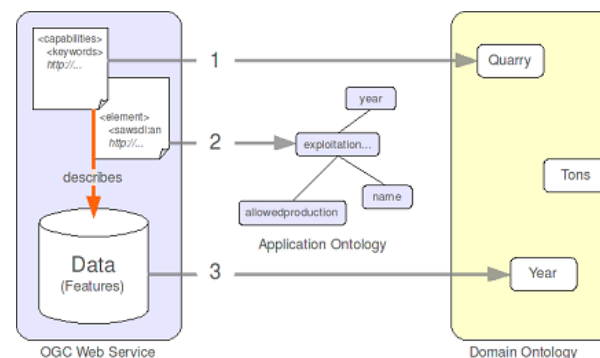 <capabilities>
<keywords>
http://...
1
Quarry
<element>
<sawsdl:an
http://...
2
year
exploitation...
name
allowedproduction
Tons
describes
Application Ontology
Data
(Features)
3
Year
OGC Web Service
Domain Ontology